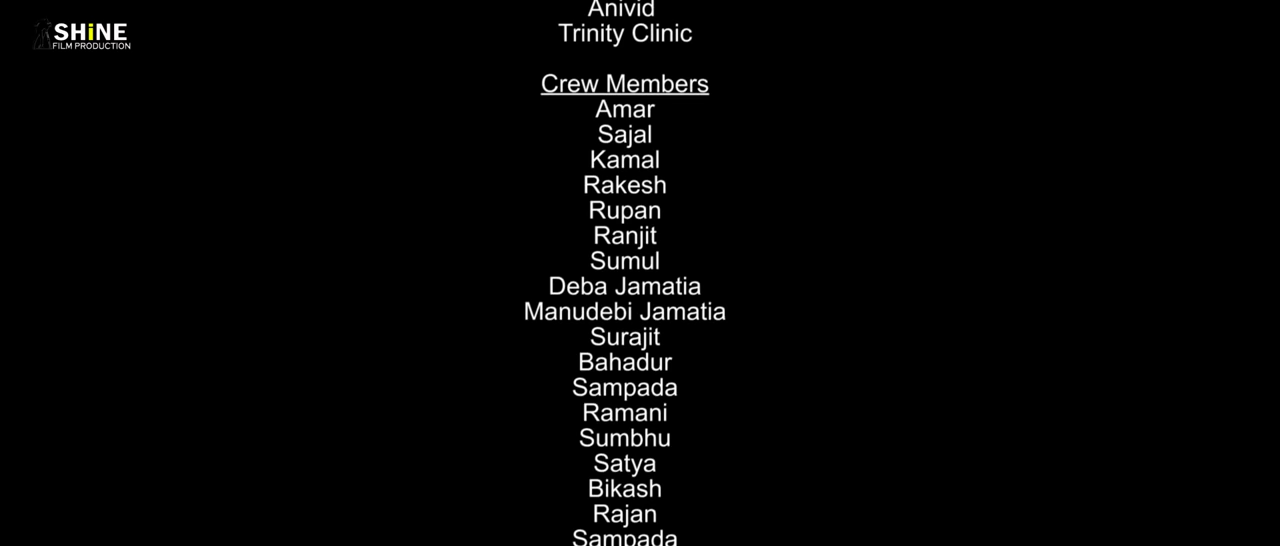 SHiNE
FILM PRODUCTION
Anivid
Trinity Clinic
Crew Members
Amar
Sajal
Kamal
Rakesh
Rupan
Ranjit
Sumul
Deba Jamatia
Manudebi Jamatia
Surajit
Bahadur
Sampada
Ramani
Sumbhu
Satya
Bikash
Rajan
Sampada